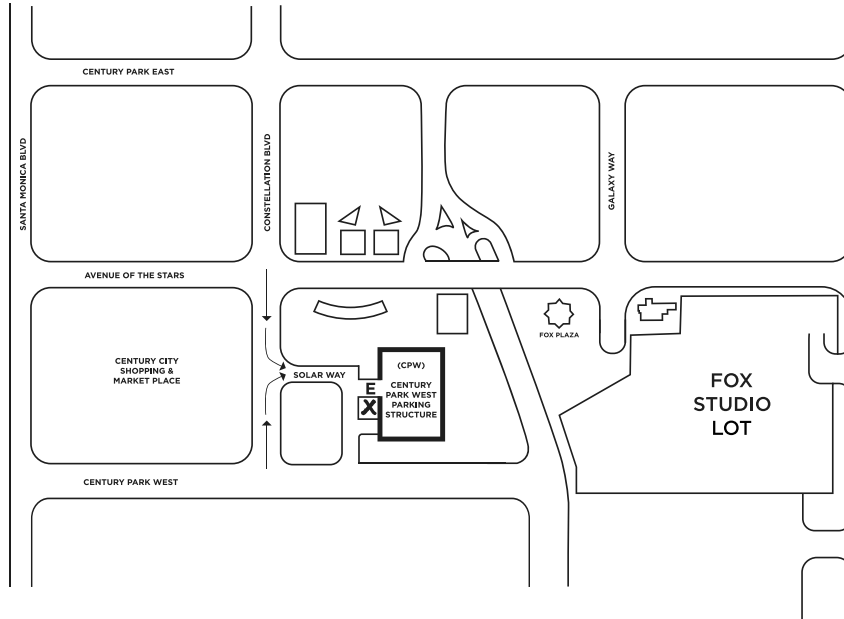 CENTURY PARK EAST
SANTA MONICA BLVD
CONSTELLATION BLVD
GALAXY WAY
AVENUE OF THE STARS
FOX PLAZA
CENTURY CITY
SHOPPING &
MARKET PLACE
SOLAR WAY
(CPW)
CENTURY
PARK WEST
PARKING
STRUCTURE
E
X
FOX
STUDIO
LOT
CENTURY PARK WEST